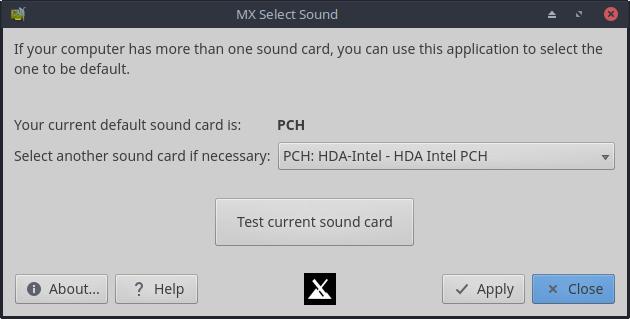 MX Select Sound
If your computer has more than one sound card, you can use this application to select the
one to be default.
Your current default sound card is: PCH
Select another sound card if necessary: PCH: HDA-Intel - HDA Intel PCH
Test current sound card
About... Help Apply Close